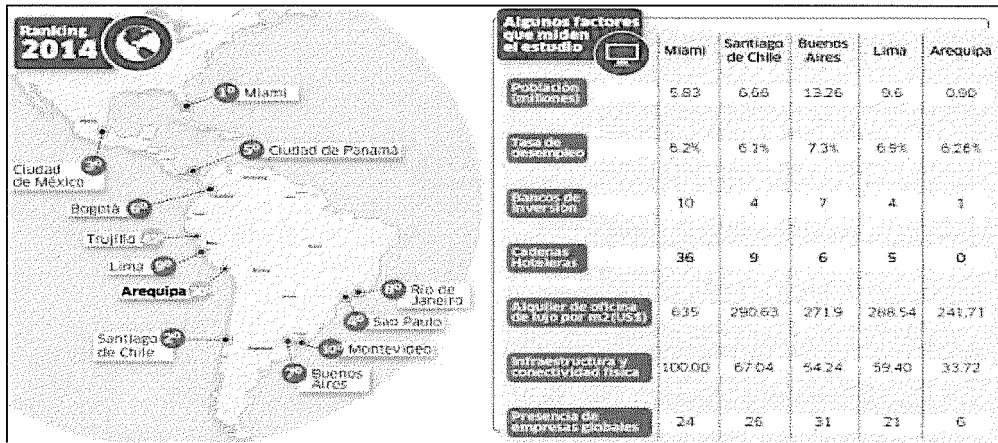 Ranking
2014
1º Miami
Ciudad
de México
Ciudad de Panamá
Bogotá
Trujillo
Lima
Arequipa
Santiago
de Chile
Río de
Janeiro
Sao Paulo
Montevideo
Buenos
Aires
Algunos factores
que miden
el estudio
Miami
Santiago
de Chile
Buenos
Aires
Lima
Arequipa
Población
(millones)
5.83
6.66
13.26
9.6
0.90
Tasa de
desempleo
6.2%
6.1%
7.3%
6.9%
6.26%
Bancos de
inversión
10
4
7
4
1
Cadenas
Hoteleras
36
9
6
5
0
Alquiler de oficina
de lujo por m2 (US$)
635
290.63
271.9
288.54
241.71
Infraestructura y
conectividad física
100.00
67.04
54.24
59.40
33.72
Presencia de
empresas globales
24
26
31
21
6